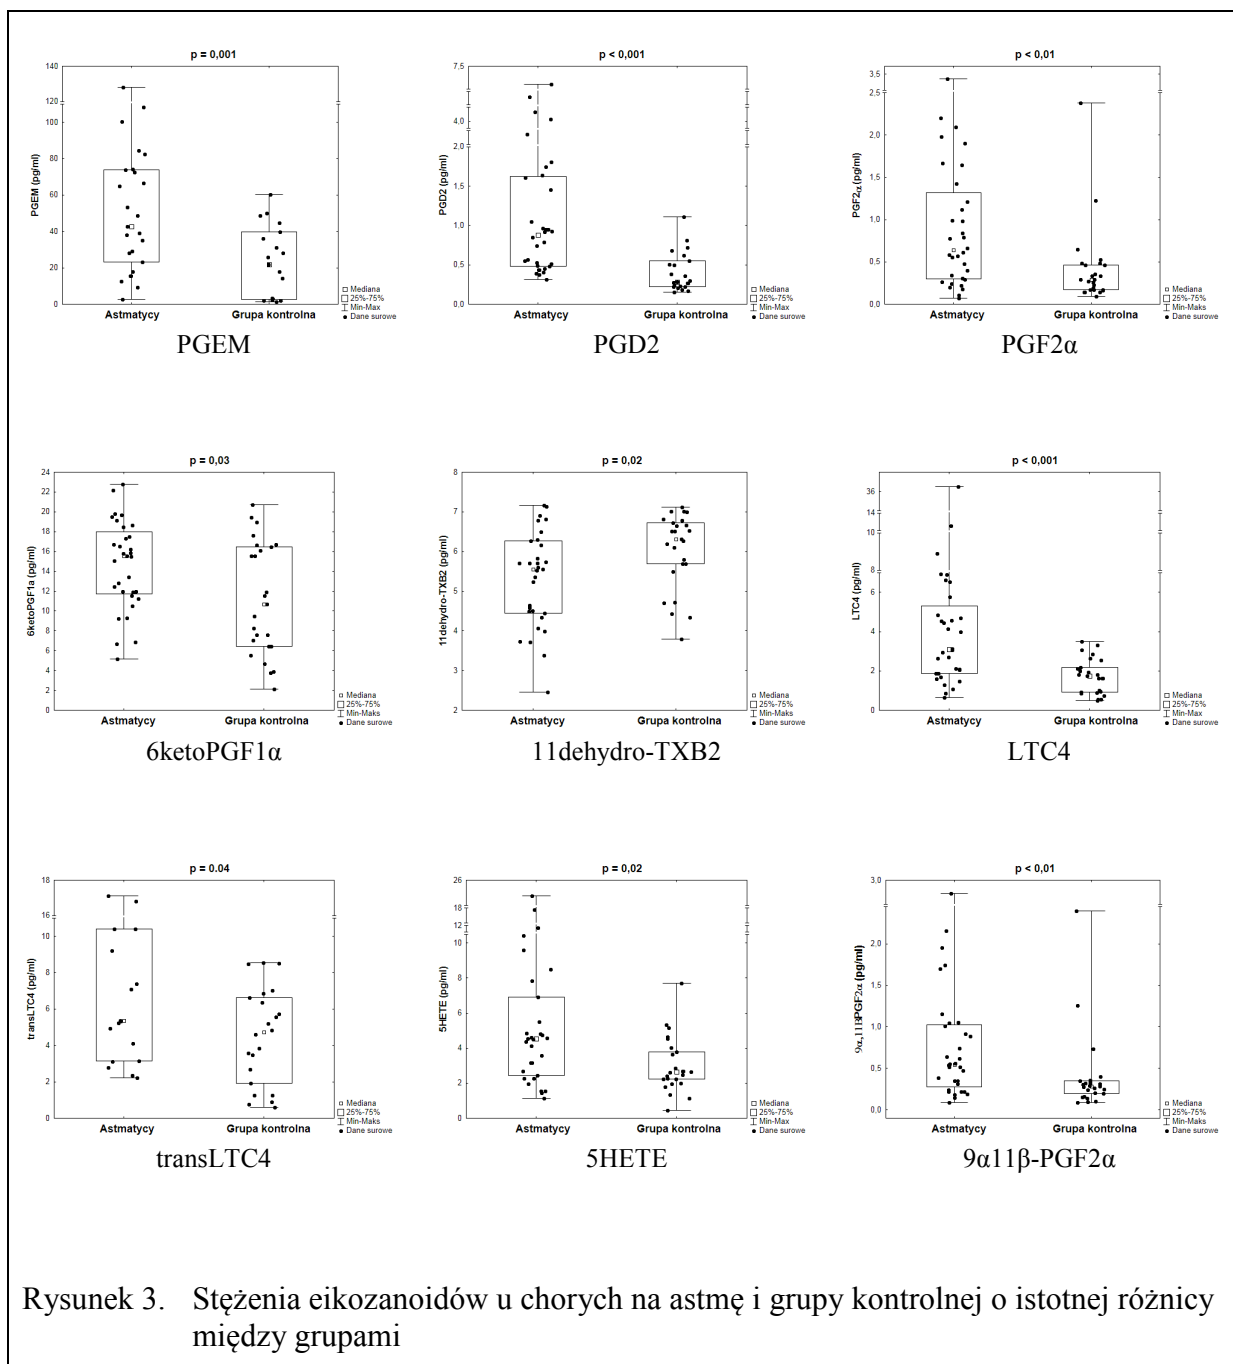 p = 0,001
140
120
100
80
60
40
20
0
PGEM (pg/ml)
Astmatycy
Grupa kontrolna
Mediana
25%-75%
Min-Max
Dane surowe
PGEM
p < 0,001
7,5
4,0
2,0
1,5
1,0
0,5
0,0
PGD2 (pg/ml)
Astmatycy
Grupa kontrolna
Mediana
25%-75%
Min-Max
Dane surowe
PGD2
p < 0,01
3,5
2,5
2,0
1,5
1,0
0,5
0,0
PGF2α (pg/ml)
Astmatycy
Grupa kontrolna
Mediana
25%-75%
Min-Max
Dane surowe
PGF2α
p = 0,03
24
22
20
18
16
14
12
10
8
6
4
2
0
6ketoPGF1a (pg/ml)
Astmatycy
Grupa kontrolna
Mediana
25%-75%
Min-Maks
Dane surowe
6ketoPGF1α
p = 0,02
8
7
6
5
4
3
2
11dehydro-TXB2 (pg/ml)
Astmatycy
Grupa kontrolna
Mediana
25%-75%
Min-Maks
Dane surowe
11dehydro-TXB2
p < 0,001
36
14
10
8
6
4
2
0
LTC4 (pg/ml)
Astmatycy
Grupa kontrolna
Mediana
25%-75%
Min-Max
Dane surowe
LTC4
p = 0.04
18
16
10
8
6
4
2
0
transLTC4 (pg/ml)
Astmatycy
Grupa kontrolna
Mediana
25%-75%
Min-Maks
Dane surowe
transLTC4
p = 0,02
26
18
12
10
8
6
4
2
0
5HETE (pg/ml)
Astmatycy
Grupa kontrolna
Mediana
25%-75%
Min-Maks
Dane surowe
5HETE
p < 0,01
3,0
2,0
1,5
1,0
0,5
0,0
9α,11βPGF2α (pg/ml)
Astmatycy
Grupa kontrolna
Mediana
25%-75%
Min-Maks
Dane surowe
9α11β-PGF2α
Rysunek 3. Stężenia eikozanoidów u chorych na astmę i grupy kontrolnej o istotnej różnicy
między grupami